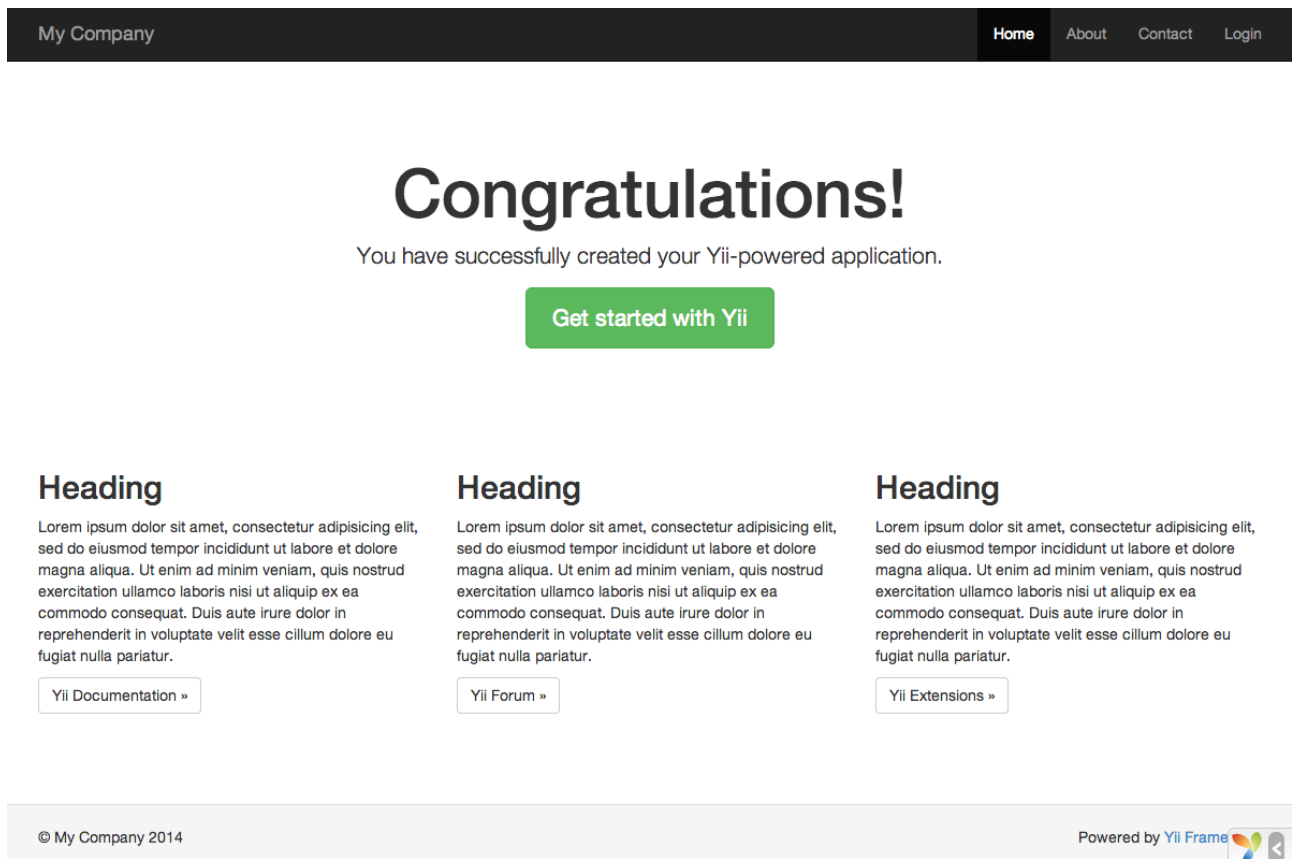 My Company
Home About Contact Login
Congratulations!
You have successfully created your Yii-powered application.
Get started with Yii
Heading
Lorem ipsum dolor sit amet, consectetur adipisicing elit,
sed do eiusmod tempor incididunt ut labore et dolore
magna aliqua. Ut enim ad minim veniam, quis nostrud
exercitation ullamco laboris nisi ut aliquip ex ea
commodo consequat. Duis aute irure dolor in
reprehenderit in voluptate velit esse cillum dolore eu
fugiat nulla pariatur.
Yii Documentation »
Heading
Lorem ipsum dolor sit amet, consectetur adipisicing elit,
sed do eiusmod tempor incididunt ut labore et dolore
magna aliqua. Ut enim ad minim veniam, quis nostrud
exercitation ullamco laboris nisi ut aliquip ex ea
commodo consequat. Duis aute irure dolor in
reprehenderit in voluptate velit esse cillum dolore eu
fugiat nulla pariatur.
Yii Forum »
Heading
Lorem ipsum dolor sit amet, consectetur adipisicing elit,
sed do eiusmod tempor incididunt ut labore et dolore
magna aliqua. Ut enim ad minim veniam, quis nostrud
exercitation ullamco laboris nisi ut aliquip ex ea
commodo consequat. Duis aute irure dolor in
reprehenderit in voluptate velit esse cillum dolore eu
fugiat nulla pariatur.
Yii Extensions »
© My Company 2014
Powered by Yii Frame